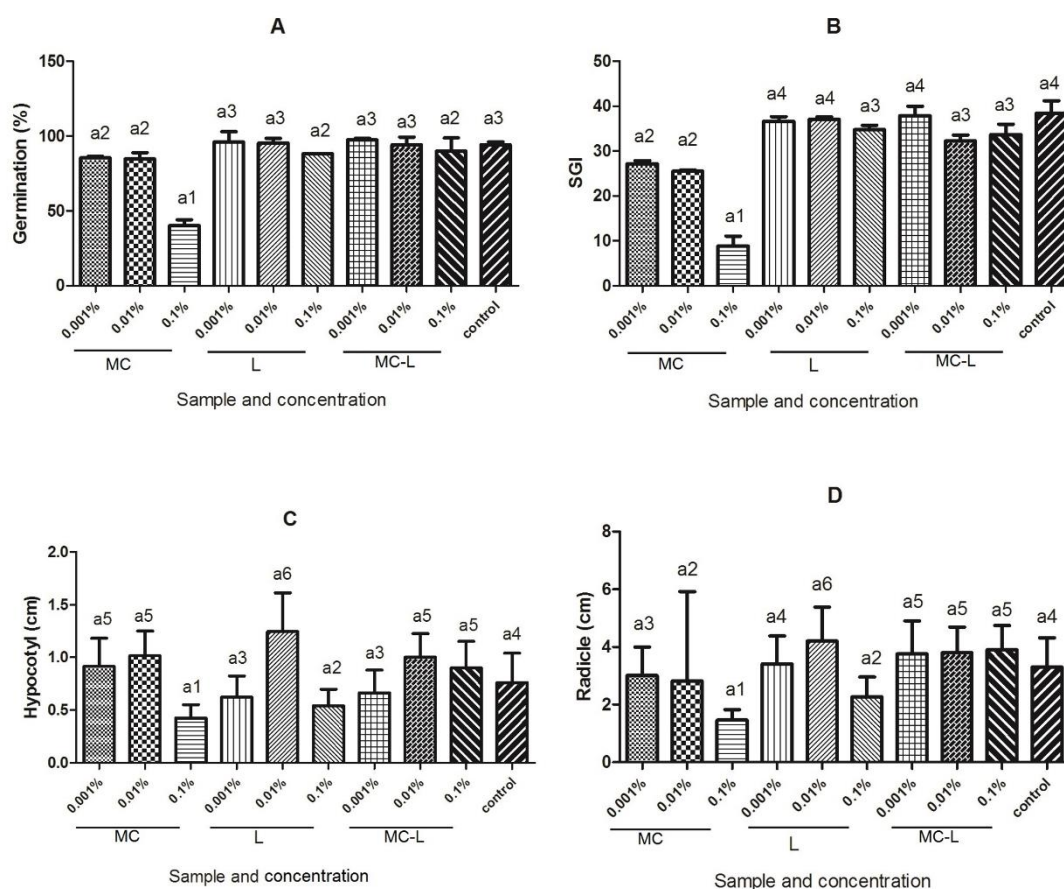 A
Germination (%)
150
100
50
0
a2 a2 a1 a3 a3 a2 a3 a3 a2 a3
0.001% 0.01% 0.1% 0.001% 0.01% 0.1% 0.001% 0.01% 0.1% control
MC L MC-L
Sample and concentration
B
SGI
50
40
30
20
10
0
a2 a2 a1 a4 a4 a3 a4 a3 a3 a4
0.001% 0.01% 0.1% 0.001% 0.01% 0.1% 0.001% 0.01% 0.1% control
MC L MC-L
Sample and concentration
C
Hypocotyl (cm)
2.0
1.5
1.0
0.5
0.0
a5 a5 a1 a3 a6 a2 a3 a5 a5 a4
0.001% 0.01% 0.1% 0.001% 0.01% 0.1% 0.001% 0.01% 0.1% control
MC L MC-L
Sample and concentration
D
Radicle (cm)
8
6
4
2
0
a3 a2 a1 a4 a6 a2 a5 a5 a5 a4
0.001% 0.01% 0.1% 0.001% 0.01% 0.1% 0.001% 0.01% 0.1% control
MC L MC-L
Sample and concentration